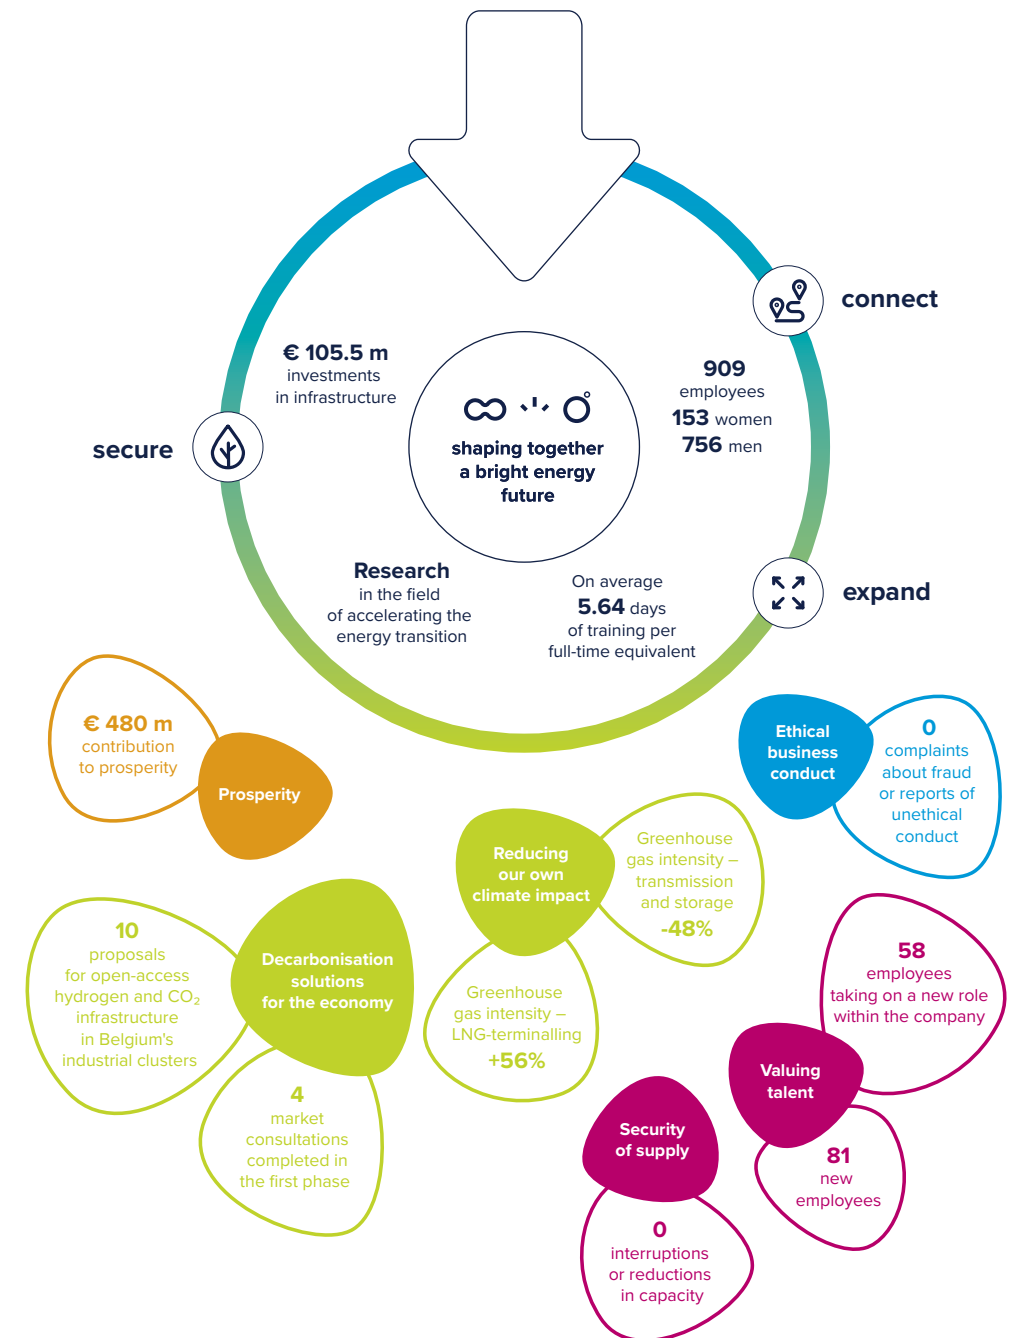 connect
€ 105.5 m
investments
in infrastructure
909
employees
153 women
756 men
secure
shaping together
a bright energy
future
Research
in the field
of accelerating the
energy transition
On average
5.64 days
of training per
full-time equivalent
expand
€ 480 m
contribution
to prosperity
Prosperity
Ethical
business
conduct
0
complaints
about fraud
or reports of
unethical
conduct
Reducing
our own
climate impact
Greenhouse
gas intensity –
transmission
and storage
-48%
Greenhouse
gas intensity –
LNG-terminalling
+56%
10
proposals
for open-access
hydrogen and CO₂
infrastructure
in Belgium's
industrial clusters
Decarbonisation
solutions
for the economy
4
market
consultations
completed in
the first phase
58
employees
taking on a new role
within the company
Valuing
talent
81
new
employees
Security
of supply
0
interruptions
or reductions
in capacity